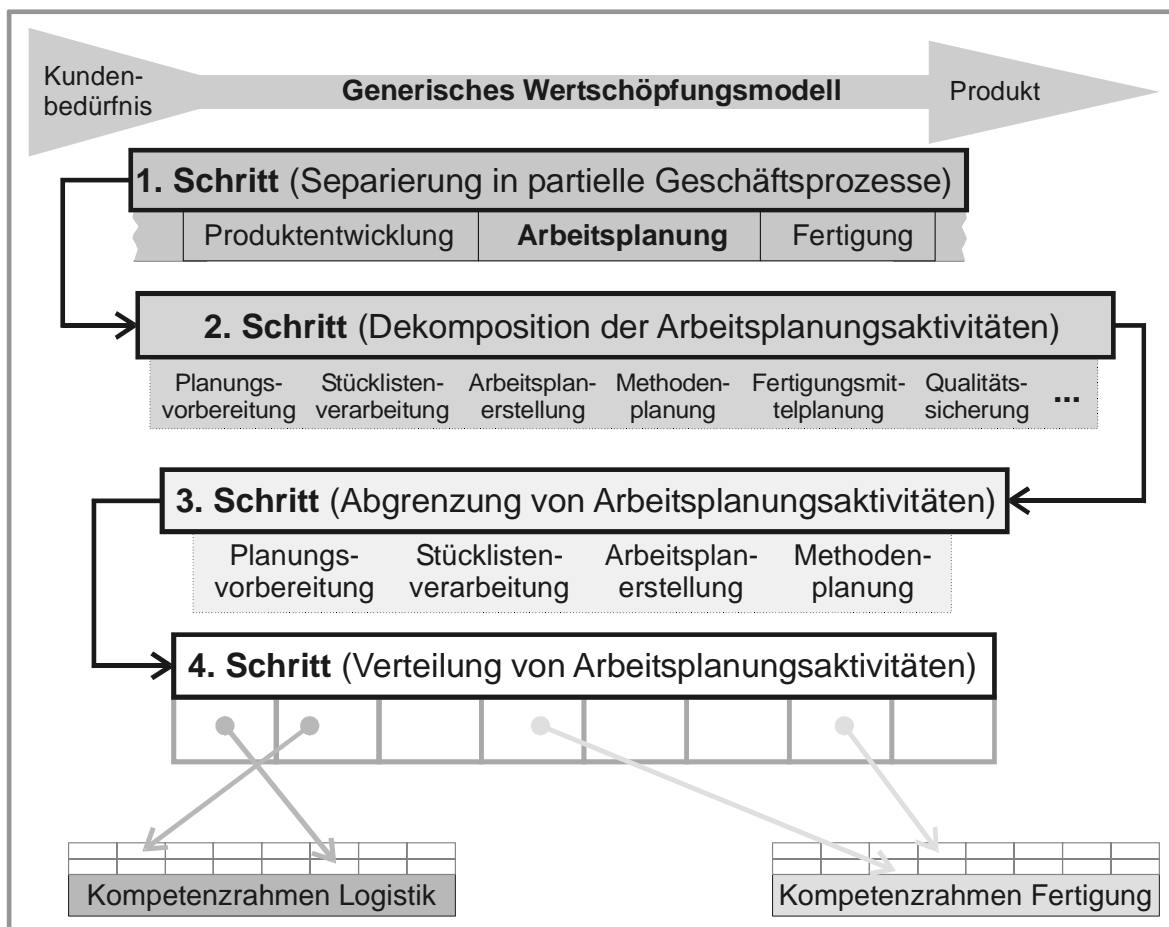 Kunden-
bedürfnis
Generisches Wertschöpfungsmodell
Produkt
1. Schritt (Separierung in partielle Geschäftsprozesse)
Produktentwicklung
Arbeitsplanung
Fertigung
2. Schritt (Dekomposition der Arbeitsplanungsaktivitäten)
Planungs-
vorbereitung
Stücklisten-
verarbeitung
Arbeitsplan-
erstellung
Methoden-
planung
Fertigungsmit-
telplanung
Qualitäts-
sicherung
...
3. Schritt (Abgrenzung von Arbeitsplanungsaktivitäten)
Planungs-
vorbereitung
Stücklisten-
verarbeitung
Arbeitsplan-
erstellung
Methoden-
planung
4. Schritt (Verteilung von Arbeitsplanungsaktivitäten)
Kompetenzrahmen Logistik
Kompetenzrahmen Fertigung